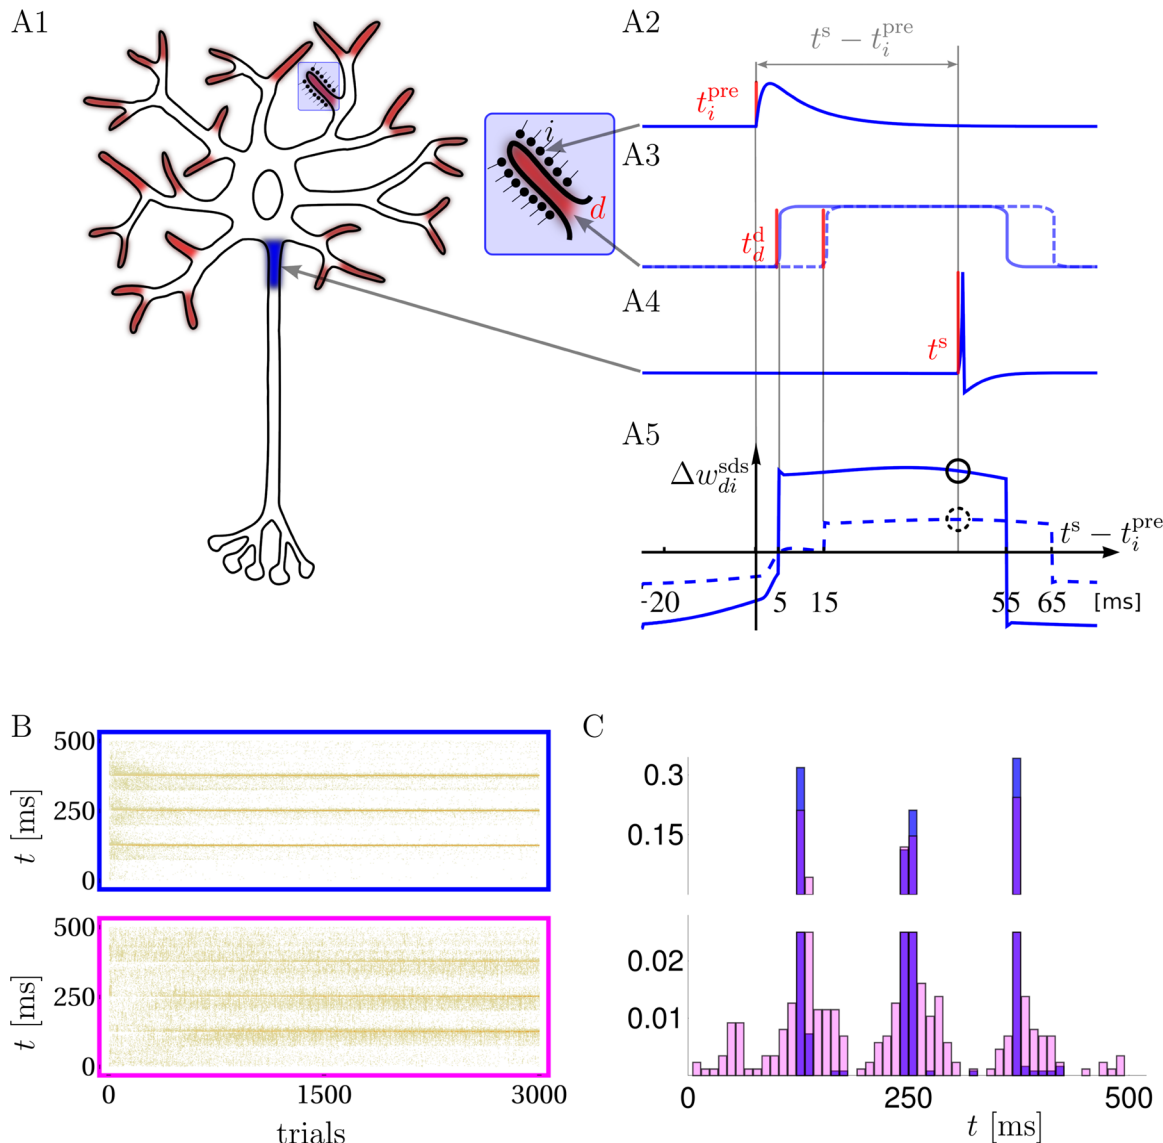 A1
i
d
A2
t^s − t_i^pre
t_i^pre
A3
t_d^d
A4
t^s
A5
Δw_di^sds
t^s − t_i^pre
-20 5 15 55 65 [ms]
B
500
250
0
t [ms]
500
250
0
t [ms]
0 1500 3000
trials
C
0.3
0.15
0.02
0.01
0 250 500
t [ms]